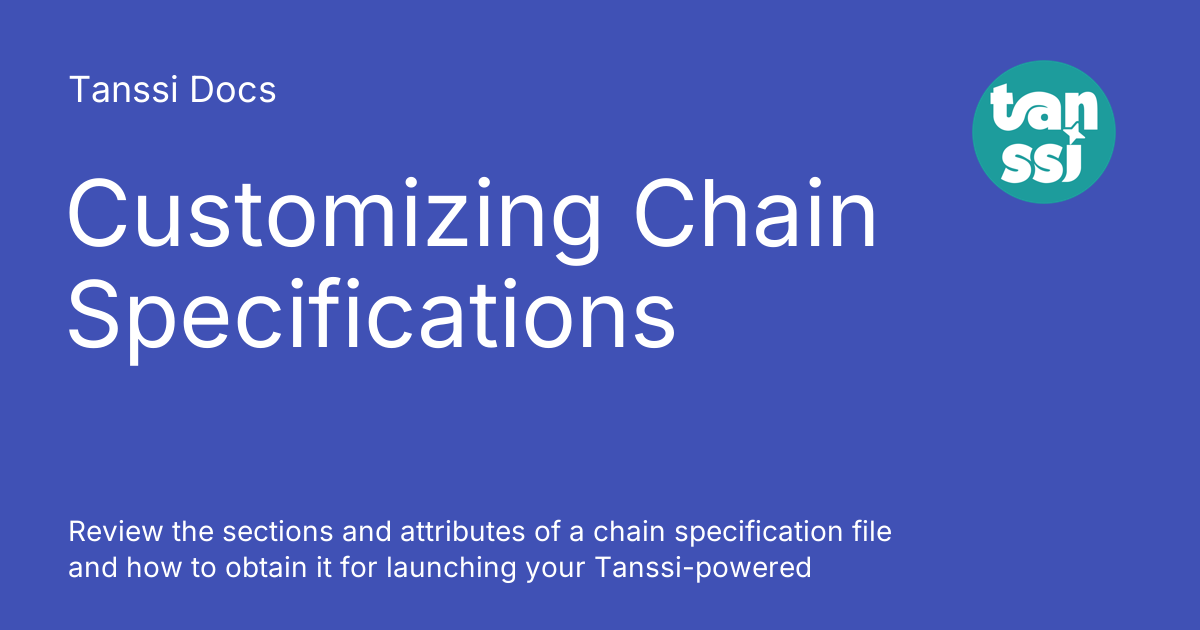 Tanssi Docs
tan
ssi
Customizing Chain
Specifications
Review the sections and attributes of a chain specification file
and how to obtain it for launching your Tanssi-powered